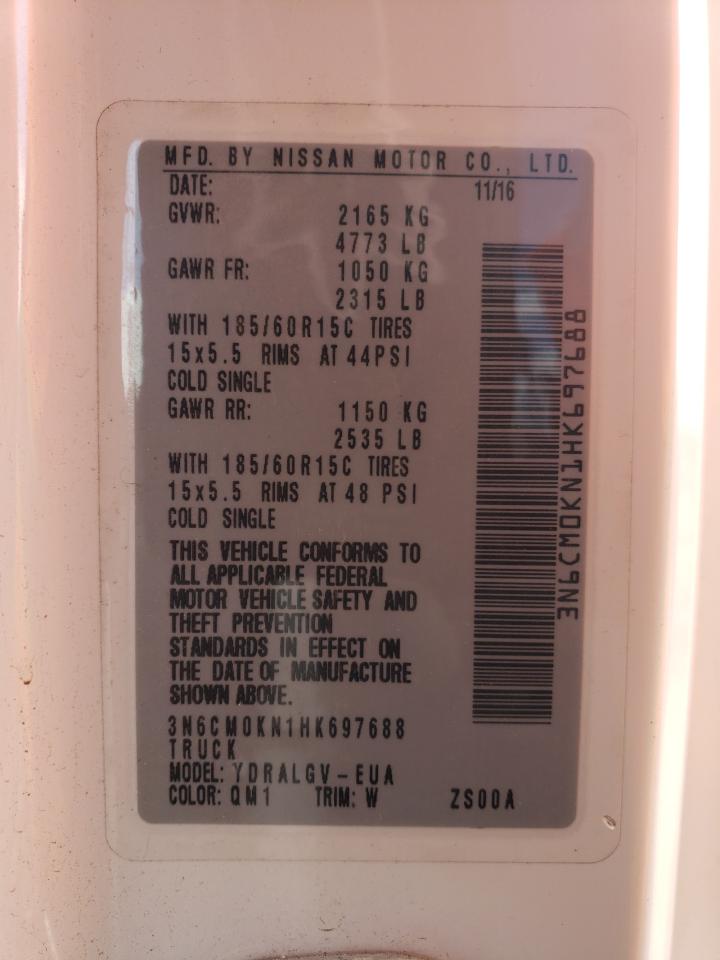 MFD. BY NISSAN MOTOR CO., LTD.
DATE: 11/16
GVWR: 2165 KG
4773 LB
GAWR FR: 1050 KG
2315 LB
WITH 185/60R15C TIRES
15x5.5 RIMS AT 44PSI
COLD SINGLE
GAWR RR: 1150 KG
2535 LB
WITH 185/60R15C TIRES
15x5.5 RIMS AT 48 PSI
COLD SINGLE
THIS VEHICLE CONFORMS TO
ALL APPLICABLE FEDERAL
MOTOR VEHICLE SAFETY AND
THEFT PREVENTION
STANDARDS IN EFFECT ON
THE DATE OF MANUFACTURE
SHOWN ABOVE.
3N6CM0KN1HK697688
TRUCK
MODEL: YDRALGV-EUA
COLOR: QM1 TRIM: W ZS00A
3N6CM0KN1HK697688